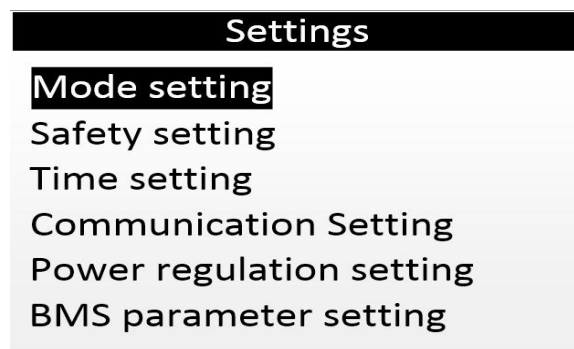 Settings
Mode setting
Safety setting
Time setting
Communication Setting
Power regulation setting
BMS parameter setting